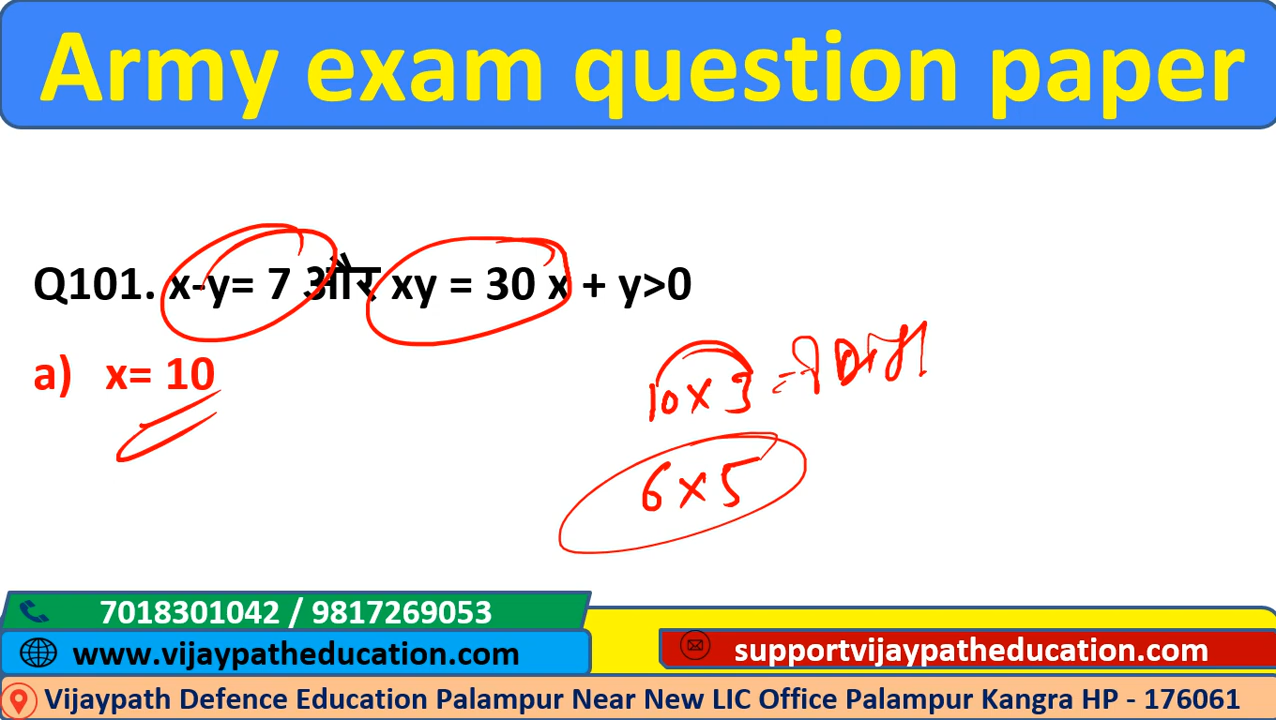 Army exam question paper
Q101. x-y= 7 और xy = 30 x + y>0
a) x= 10
10 x 3 =
6 x 5
7018301042 / 9817269053
www.vijaypatheducation.com
supportvijaypatheducation.com
Vijaypath Defence Education Palampur Near New LIC Office Palampur Kangra HP - 176061